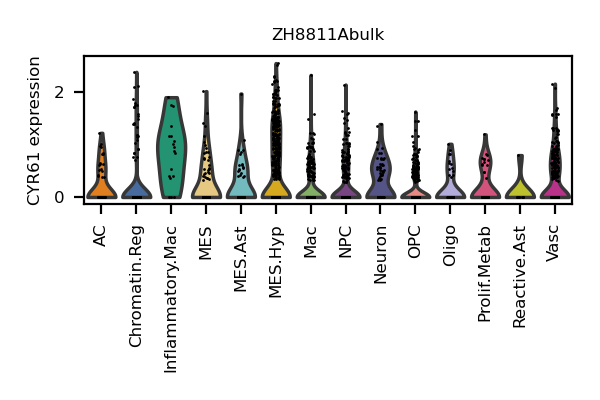 ZH8811Abulk
CYR61 expression
2
0
AC
Chromatin.Reg
Inflammatory.Mac
MES
MES.Ast
MES.Hyp
Mac
NPC
Neuron
OPC
Oligo
Prolif.Metab
Reactive.Ast
Vasc